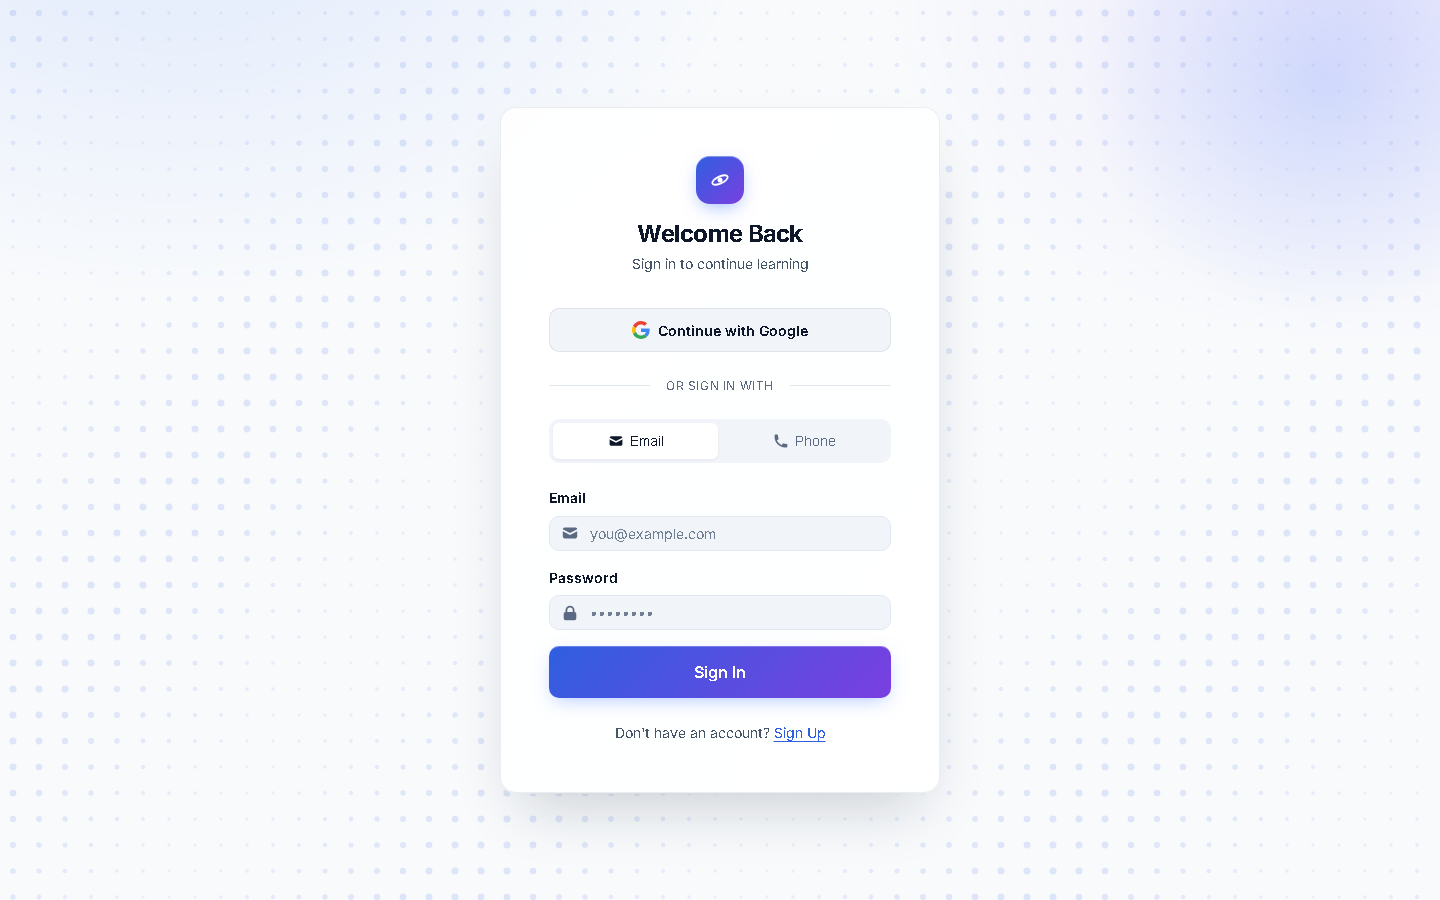 Welcome Back
Sign in to continue learning
Continue with Google
OR SIGN IN WITH
Email
Phone
Email
you@example.com
Password
••••••••
Sign In
Don't have an account? Sign Up